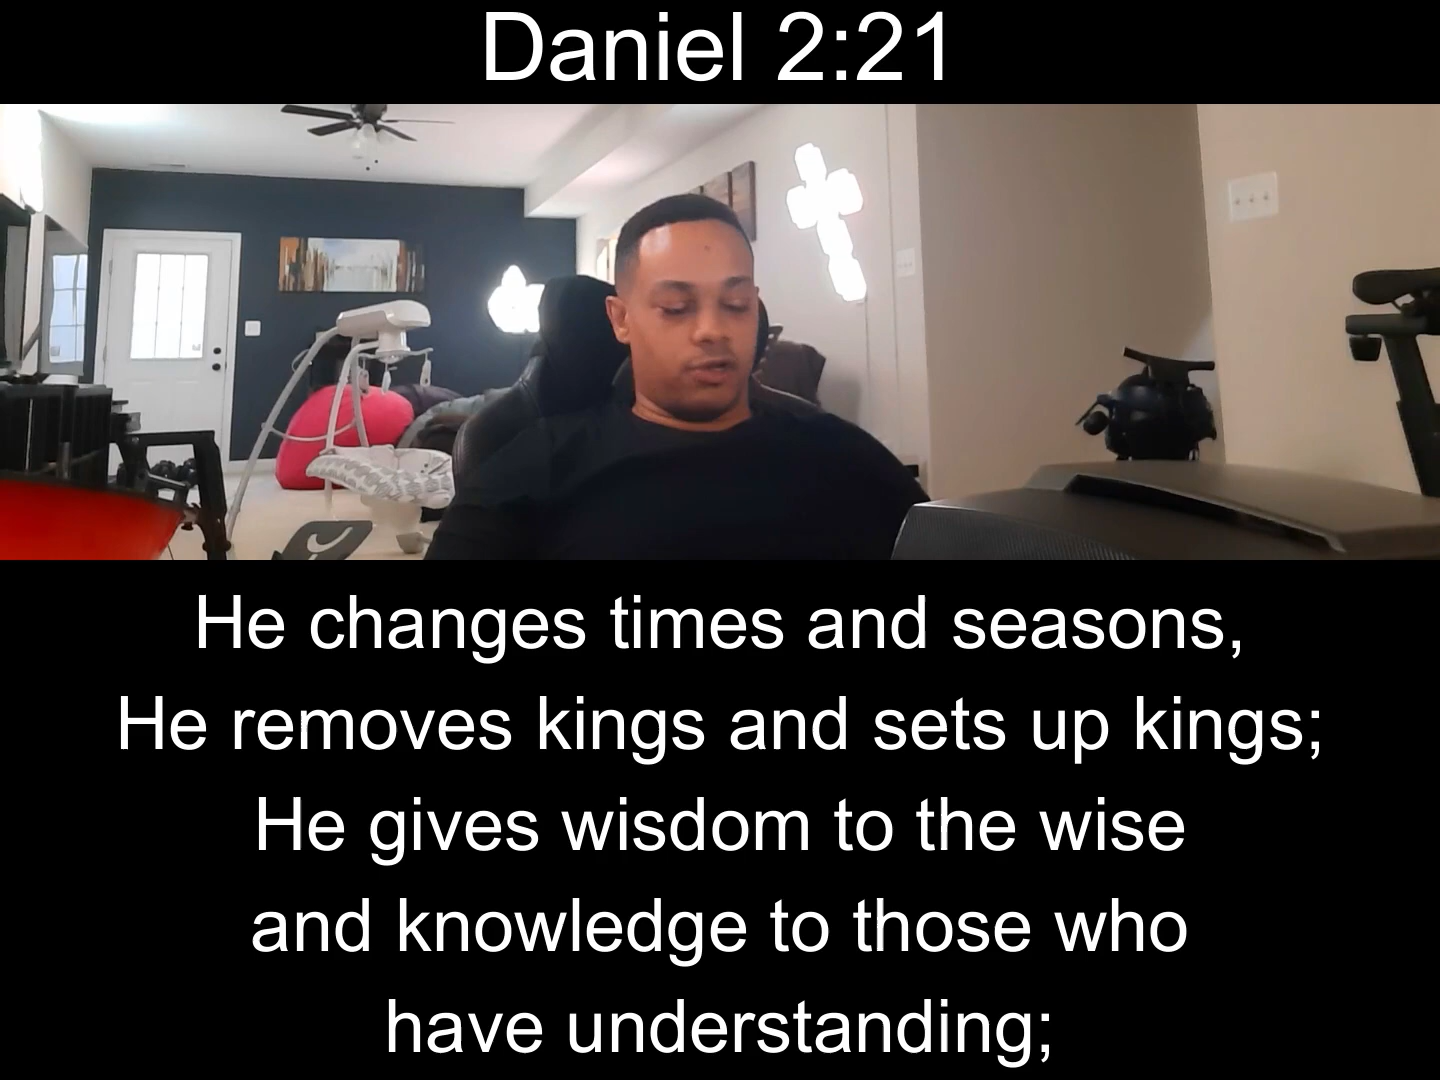 Daniel 2:21
He changes times and seasons,
He removes kings and sets up kings;
He gives wisdom to the wise
and knowledge to those who
have understanding;